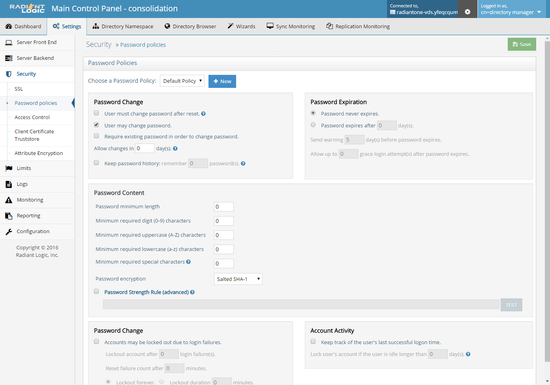 RADIANT LOGIC Main Control Panel - consolidation
Connected to,
radiantone-vds.yfeqcqum
Logged in as,
cn=directory manager
Dashboard Settings Directory Namespace Directory Browser Wizards Sync Monitoring Replication Monitoring
Server Front End
Server Backend
Security
SSL
Password policies
Access Control
Client Certificate
Truststore
Attribute Encryption
Limits
Logs
Monitoring
Reporting
Configuration
Copyright © 2016
Radiant Logic, Inc.
Security » Password policies
Save
Password Policies
Choose a Password Policy: Default Policy + New
Password Change
User must change password after reset.
User may change password.
Require existing password in order to change password.
Allow changes in 0 day(s).
Keep password history: remember 0 password(s).
Password Expiration
Password never expires.
Password expires after 0 day(s).
Send warning 5 day(s) before password expires.
Allow up to 0 grace login attempt(s) after password expires.
Password Content
Password minimum length 0
Minimum required digit (0-9) characters 0
Minimum required uppercase (A-Z) characters 0
Minimum required lowercase (a-z) characters 0
Minimum required special characters 0
Password encryption Salted SHA-1
Password Strength Rule (advanced)
TEST
Password Change
Accounts may be locked out due to login failures.
Lockout account after 0 login failure(s).
Reset failure count after 0 minutes.
Lockout forever. Lockout duration 0 minutes.
Account Activity
Keep track of the user's last successful logon time.
Lock user's account if the user is idle longer than 0 day(s).